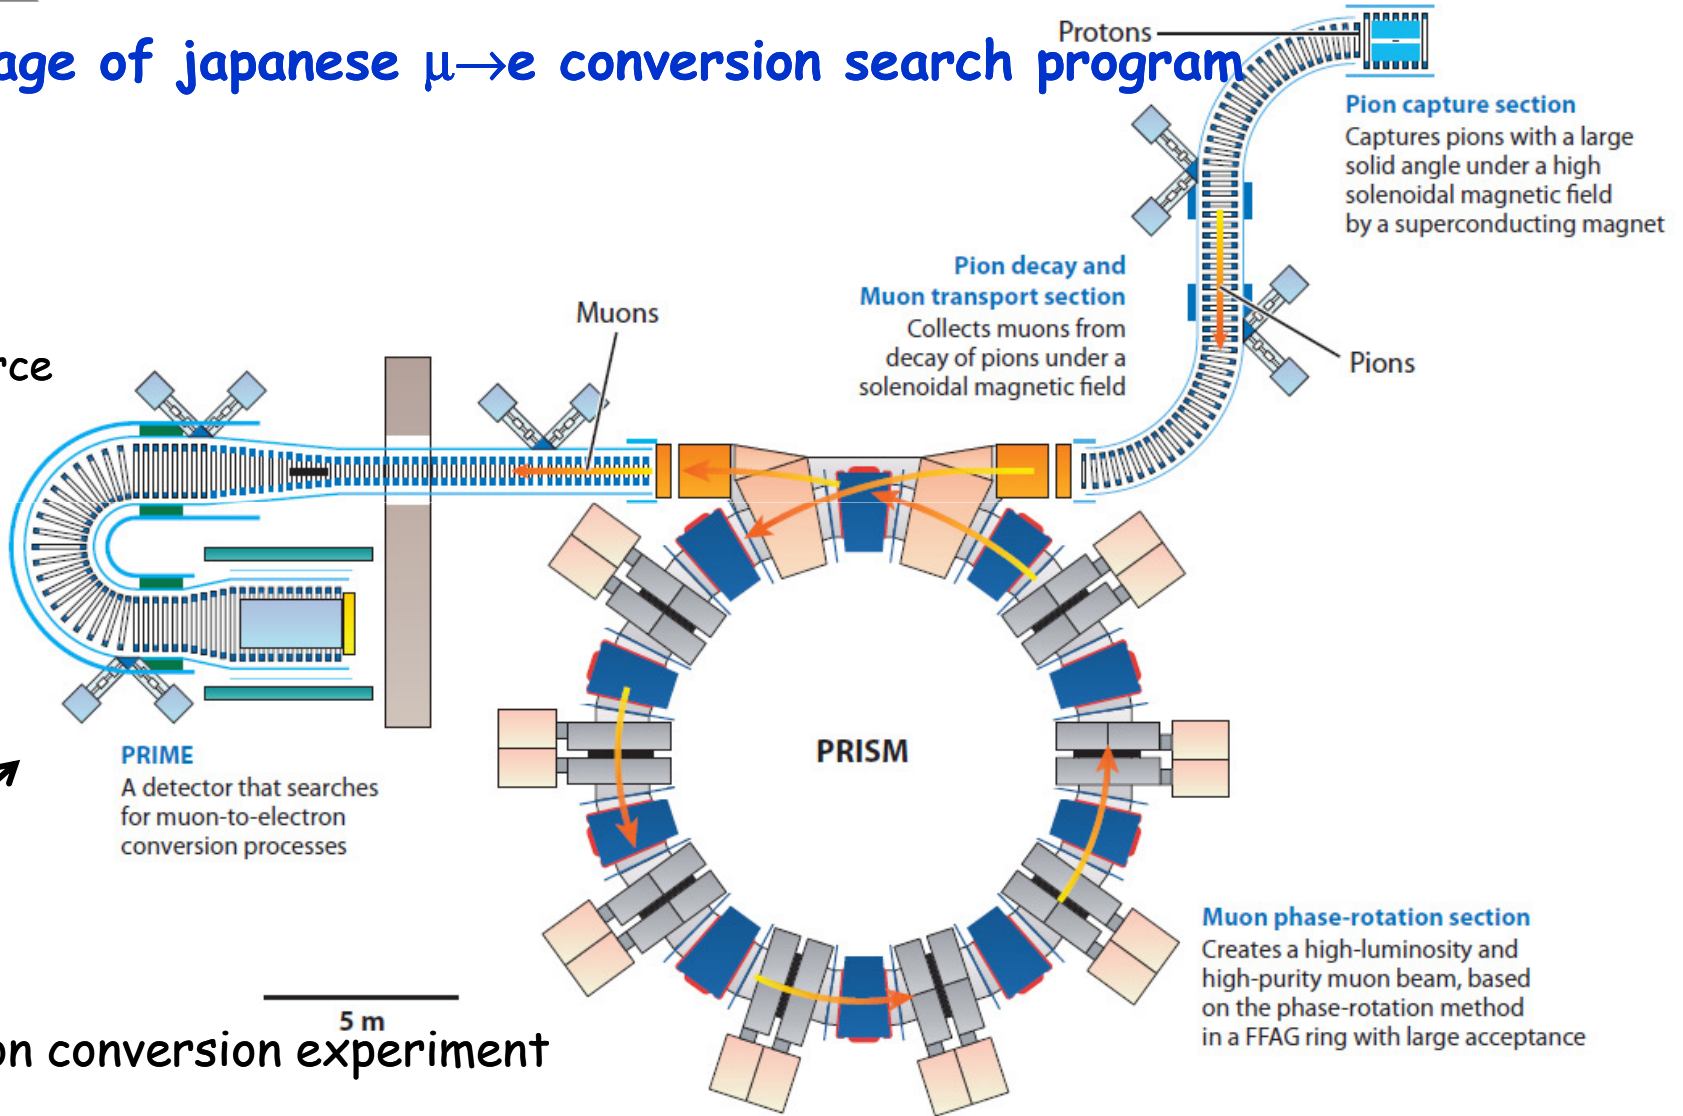 age of japanese μ→e conversion search program
Protons
Pion capture section
Captures pions with a large
solid angle under a high
solenoidal magnetic field
by a superconducting magnet
Pion decay and
Muon transport section
Collects muons from
decay of pions under a
solenoidal magnetic field
Muons
Pions
rce
PRISM
PRIME
A detector that searches
for muon-to-electron
conversion processes
Muon phase-rotation section
Creates a high-luminosity and
high-purity muon beam, based
on the phase-rotation method
in a FFAG ring with large acceptance
5 m
on conversion experiment